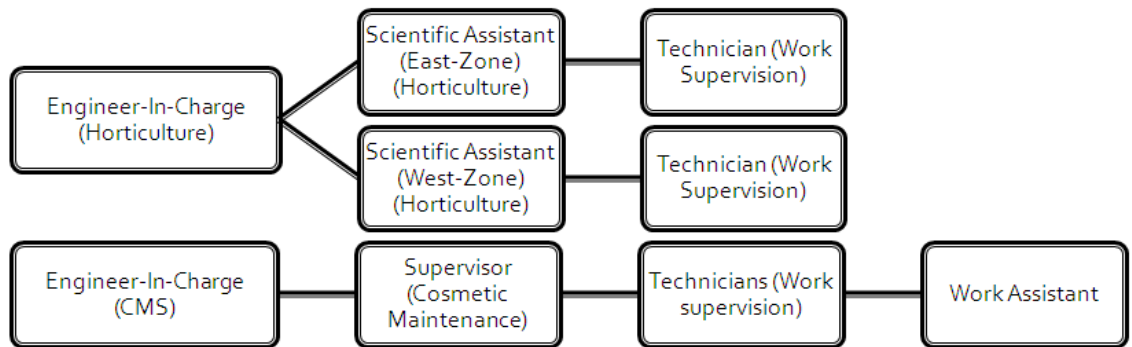 Engineer-In-Charge
(Horticulture)
Scientific Assistant
(East-Zone)
(Horticulture)
Technician (Work
Supervision)
Scientific Assistant
(West-Zone)
(Horticulture)
Technician (Work
Supervision)
Engineer-In-Charge
(CMS)
Supervisor
(Cosmetic
Maintenance)
Technicians (Work
supervision)
Work Assistant